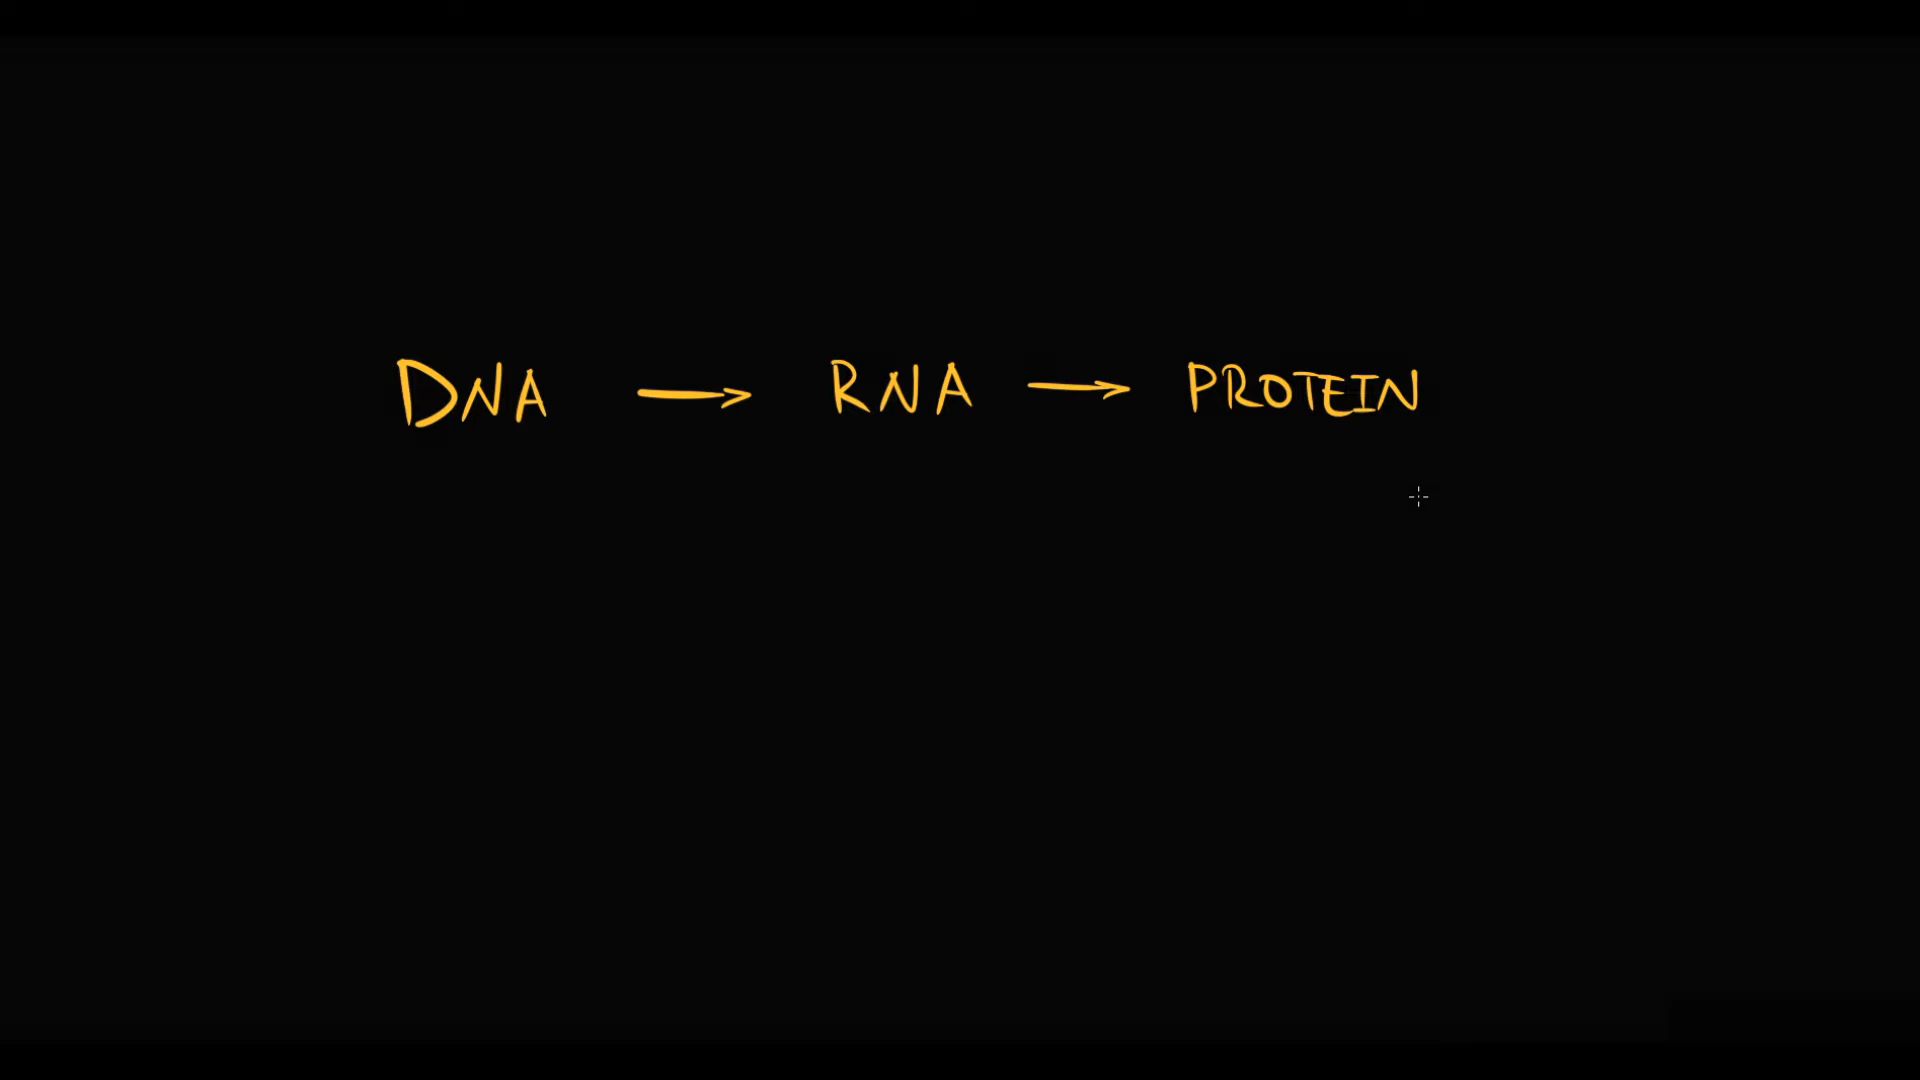 DNA → RNA → PROTEIN